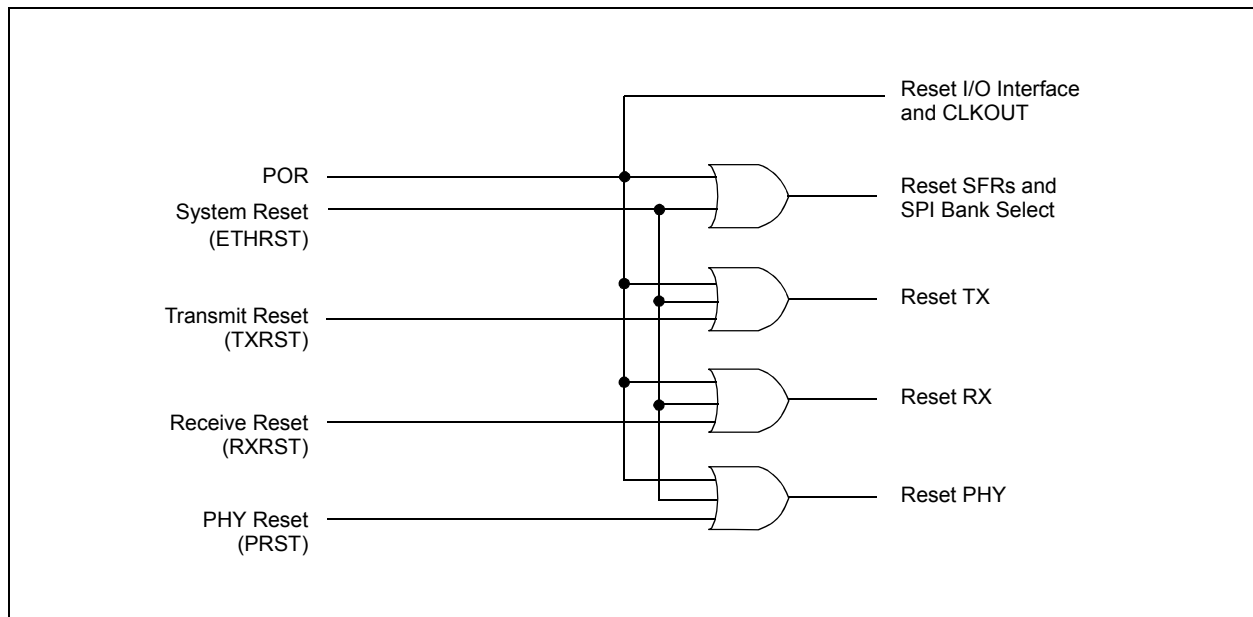 Reset I/O Interface
and CLKOUT
POR
Reset SFRs and
SPI Bank Select
System Reset
(ETHRST)
Reset TX
Transmit Reset
(TXRST)
Reset RX
Receive Reset
(RXRST)
Reset PHY
PHY Reset
(PRST)